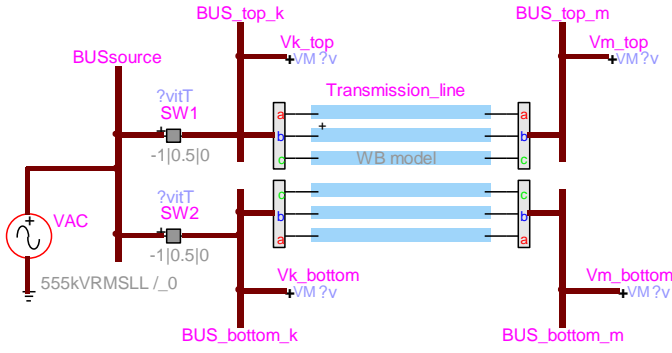 BUS_top_k
BUS_top_m
BUSsource
Vk_top
VM ?v
Vm_top
VM ?v
?vitT
SW1
-1|0.5|0
Transmission_line
a
b
c
+
WB model
a
b
c
?vitT
SW2
-1|0.5|0
c
b
a
c
b
a
+
VAC
555kVRMSLL /_0
Vk_bottom
VM ?v
Vm_bottom
VM ?v
BUS_bottom_k
BUS_bottom_m